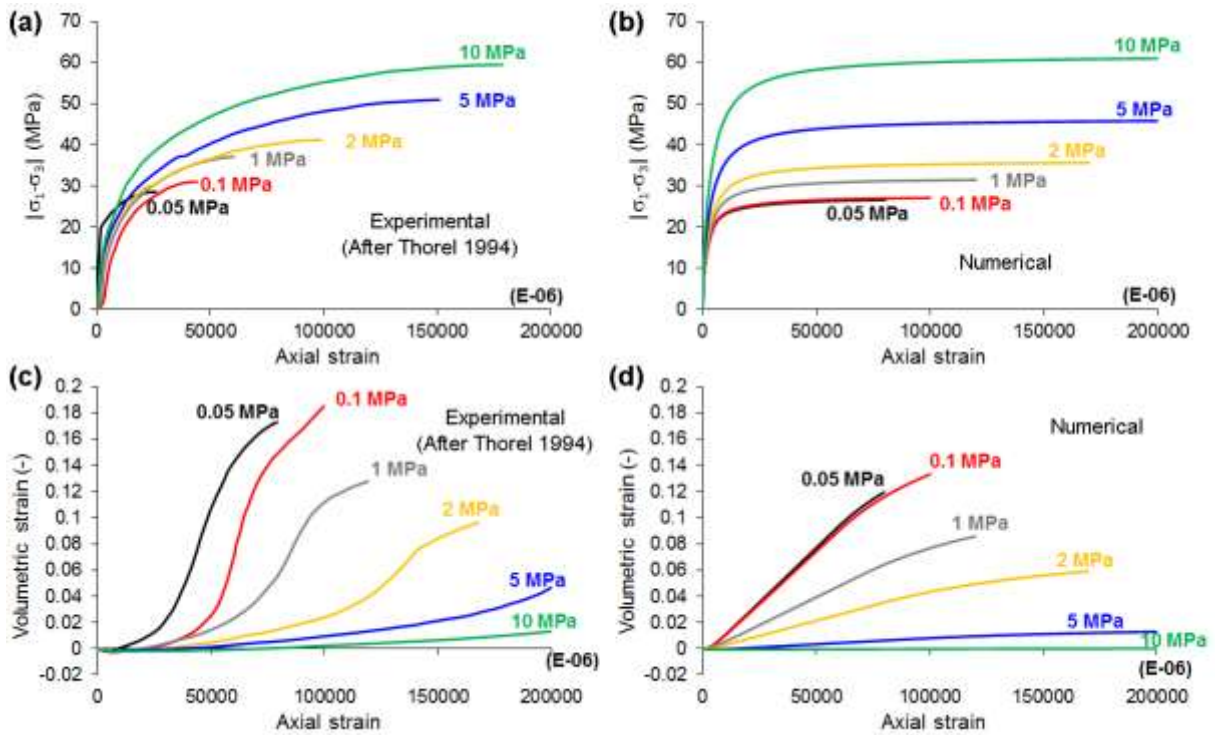 (a)
70
60
50
40
30
20
10
0
|σ₁-σ₃| (MPa)
10 MPa
5 MPa
2 MPa
1 MPa
0.1 MPa
0.05 MPa
Experimental
(After Thorel 1994)
(E-06)
0 50000 100000 150000 200000
Axial strain
(b)
70
60
50
40
30
20
10
0
|σ₁-σ₃| (MPa)
10 MPa
5 MPa
2 MPa
1 MPa
0.1 MPa
0.05 MPa
Numerical
(E-06)
0 50000 100000 150000 200000
Axial strain
(c)
0.2
0.18
0.16
0.14
0.12
0.1
0.08
0.06
0.04
0.02
0
-0.02
Volumetric strain (-)
0.05 MPa
0.1 MPa
Experimental
(After Thorel 1994)
1 MPa
2 MPa
5 MPa
10 MPa
(E-06)
0 50000 100000 150000 200000
Axial strain
(d)
0.2
0.18
0.16
0.14
0.12
0.1
0.08
0.06
0.04
0.02
0
-0.02
Volumetric strain (-)
Numerical
0.05 MPa
0.1 MPa
1 MPa
2 MPa
5 MPa
10 MPa
(E-06)
0 50000 100000 150000 200000
Axial strain